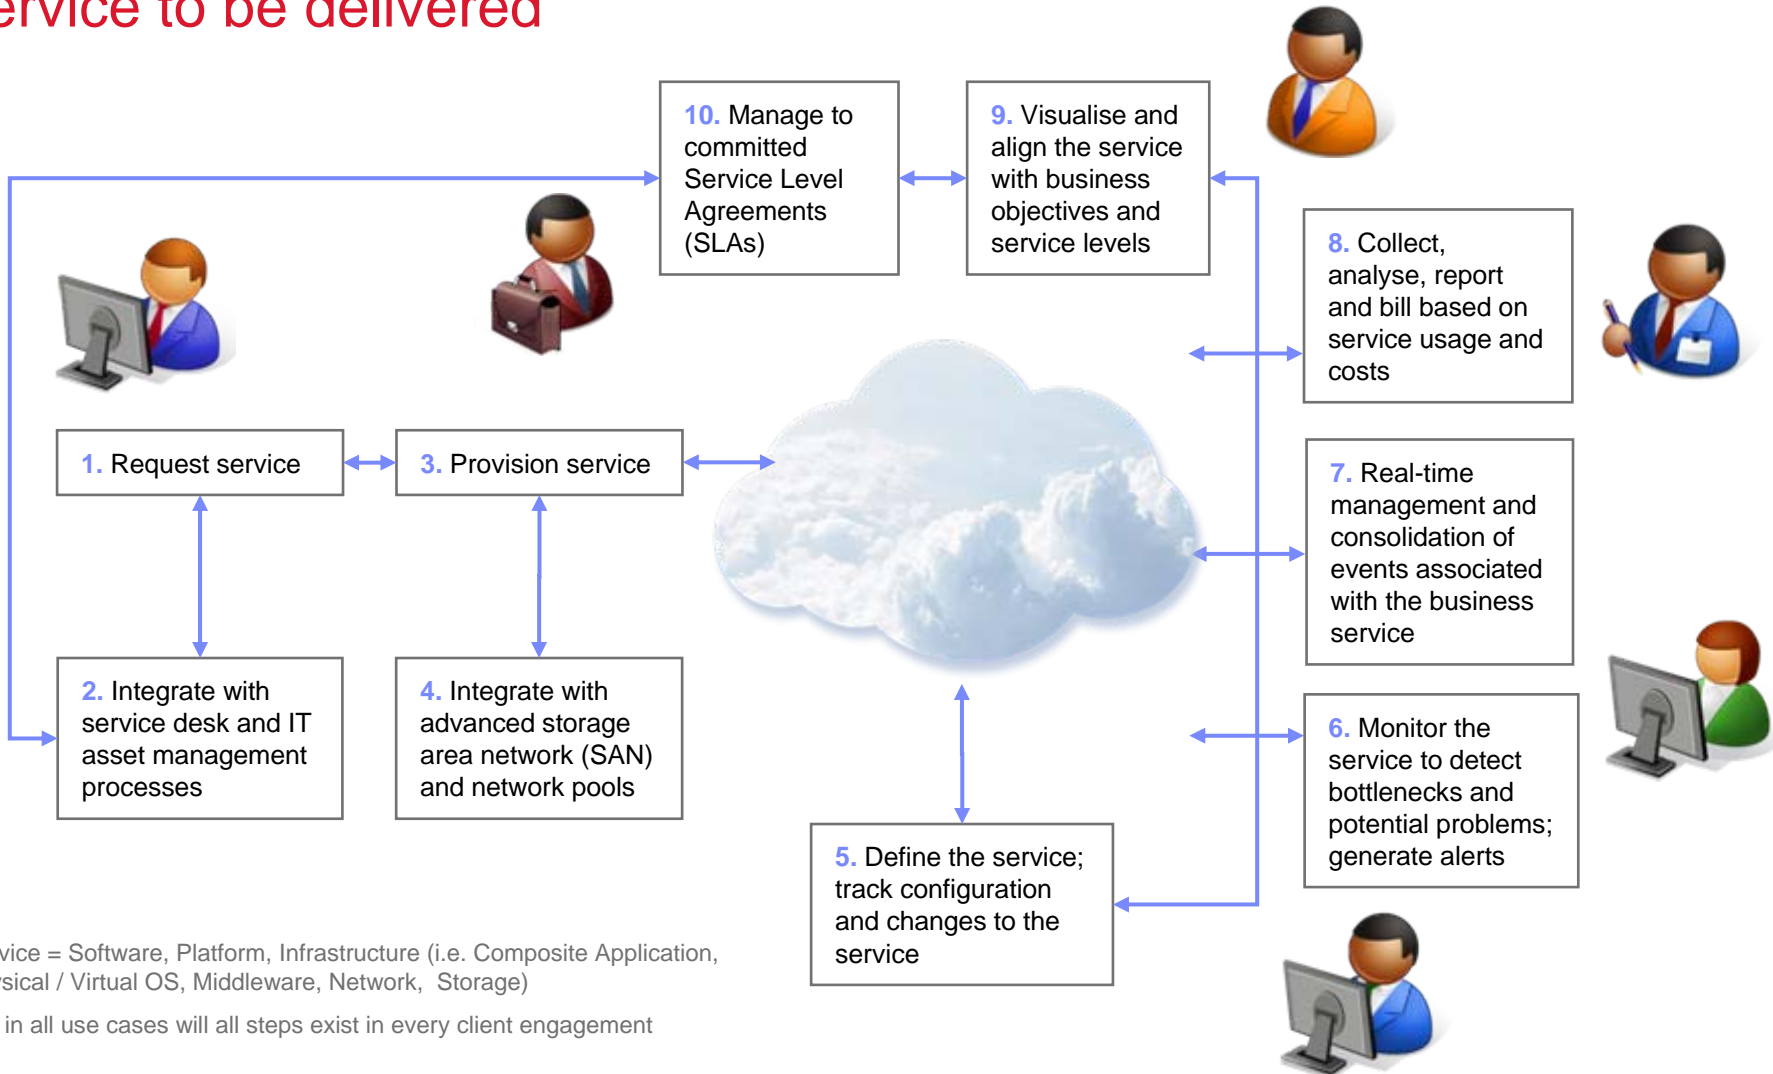 ervice to be delivered
10. Manage to
committed
Service Level
Agreements
(SLAs)
9. Visualise and
align the service
with business
objectives and
service levels
8. Collect,
analyse, report
and bill based on
service usage and
costs
1. Request service
3. Provision service
7. Real-time
management and
consolidation of
events associated
with the business
service
2. Integrate with
service desk and IT
asset management
processes
4. Integrate with
advanced storage
area network (SAN)
and network pools
6. Monitor the
service to detect
bottlenecks and
potential problems;
generate alerts
5. Define the service;
track configuration
and changes to the
service
vice = Software, Platform, Infrastructure (i.e. Composite Application,
ysical / Virtual OS, Middleware, Network, Storage)
in all use cases will all steps exist in every client engagement